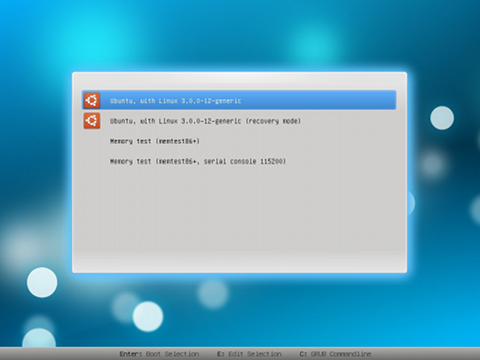 Ubuntu, with Linux 3.0.0-12-generic
Ubuntu, with Linux 3.0.0-12-generic (recovery mode)
Memory test (memtest86+)
Memory test (memtest86+, serial console 115200)
Enter: Boot Selection E: Edit Selection C: GRUB Commandline